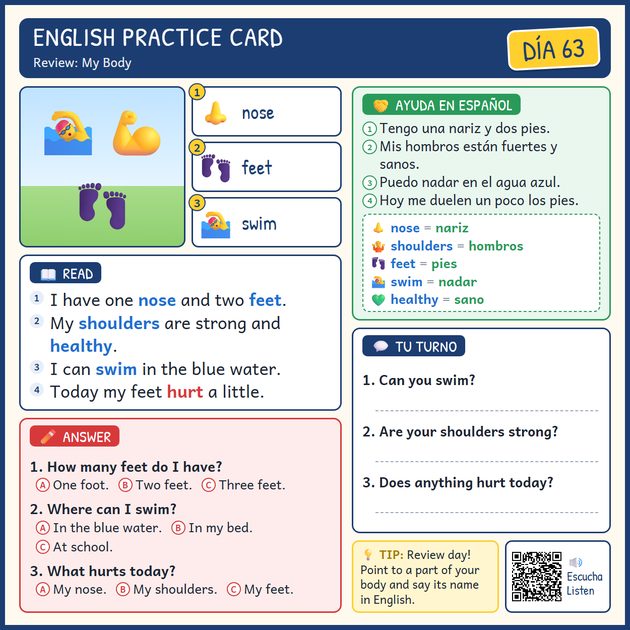 ENGLISH PRACTICE CARD
Review: My Body
DÍA 63
1
nose
2
feet
3
swim
READ
1 I have one nose and two feet.
2 My shoulders are strong and
healthy.
3 I can swim in the blue water.
4 Today my feet hurt a little.
ANSWER
1. How many feet do I have?
A One foot. B Two feet. C Three feet.
2. Where can I swim?
A In the blue water. B In my bed.
C At school.
3. What hurts today?
A My nose. B My shoulders. C My feet.
AYUDA EN ESPAÑOL
1 Tengo una nariz y dos pies.
2 Mis hombros están fuertes y
sanos.
3 Puedo nadar en el agua azul.
4 Hoy me duelen un poco los pies.
nose = nariz
shoulders = hombros
feet = pies
swim = nadar
healthy = sano
TU TURNO
1. Can you swim?
2. Are your shoulders strong?
3. Does anything hurt today?
TIP: Review day!
Point to a part of your
body and say its name
in English.
Escucha
Listen